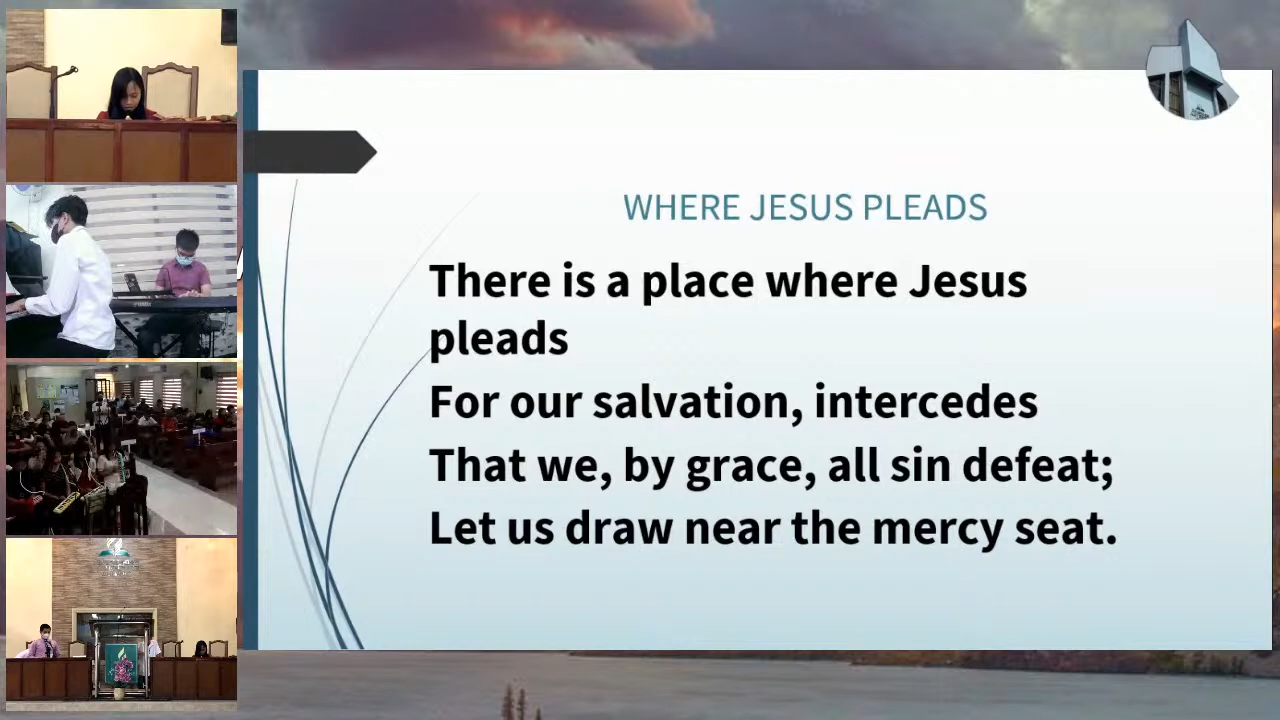 WHERE JESUS PLEADS
There is a place where Jesus
pleads
For our salvation, intercedes
That we, by grace, all sin defeat;
Let us draw near the mercy seat.